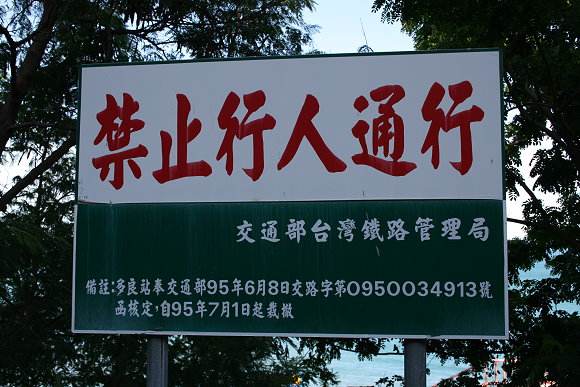 禁止行人通行
交通部台灣鐵路管理局
備註:多良站奉交通部95年6月8日交路字第0950034913號
函核定,自95年7月1日起裁撤